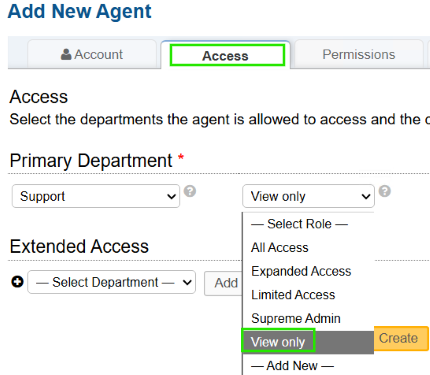 Add New Agent
Account Access Permissions
Access
Select the departments the agent is allowed to access and the
Primary Department *
Support View only
— Select Role —
All Access
Extended Access Expanded Access
— Select Department — Add Limited Access
Supreme Admin
View only Create
— Add New —